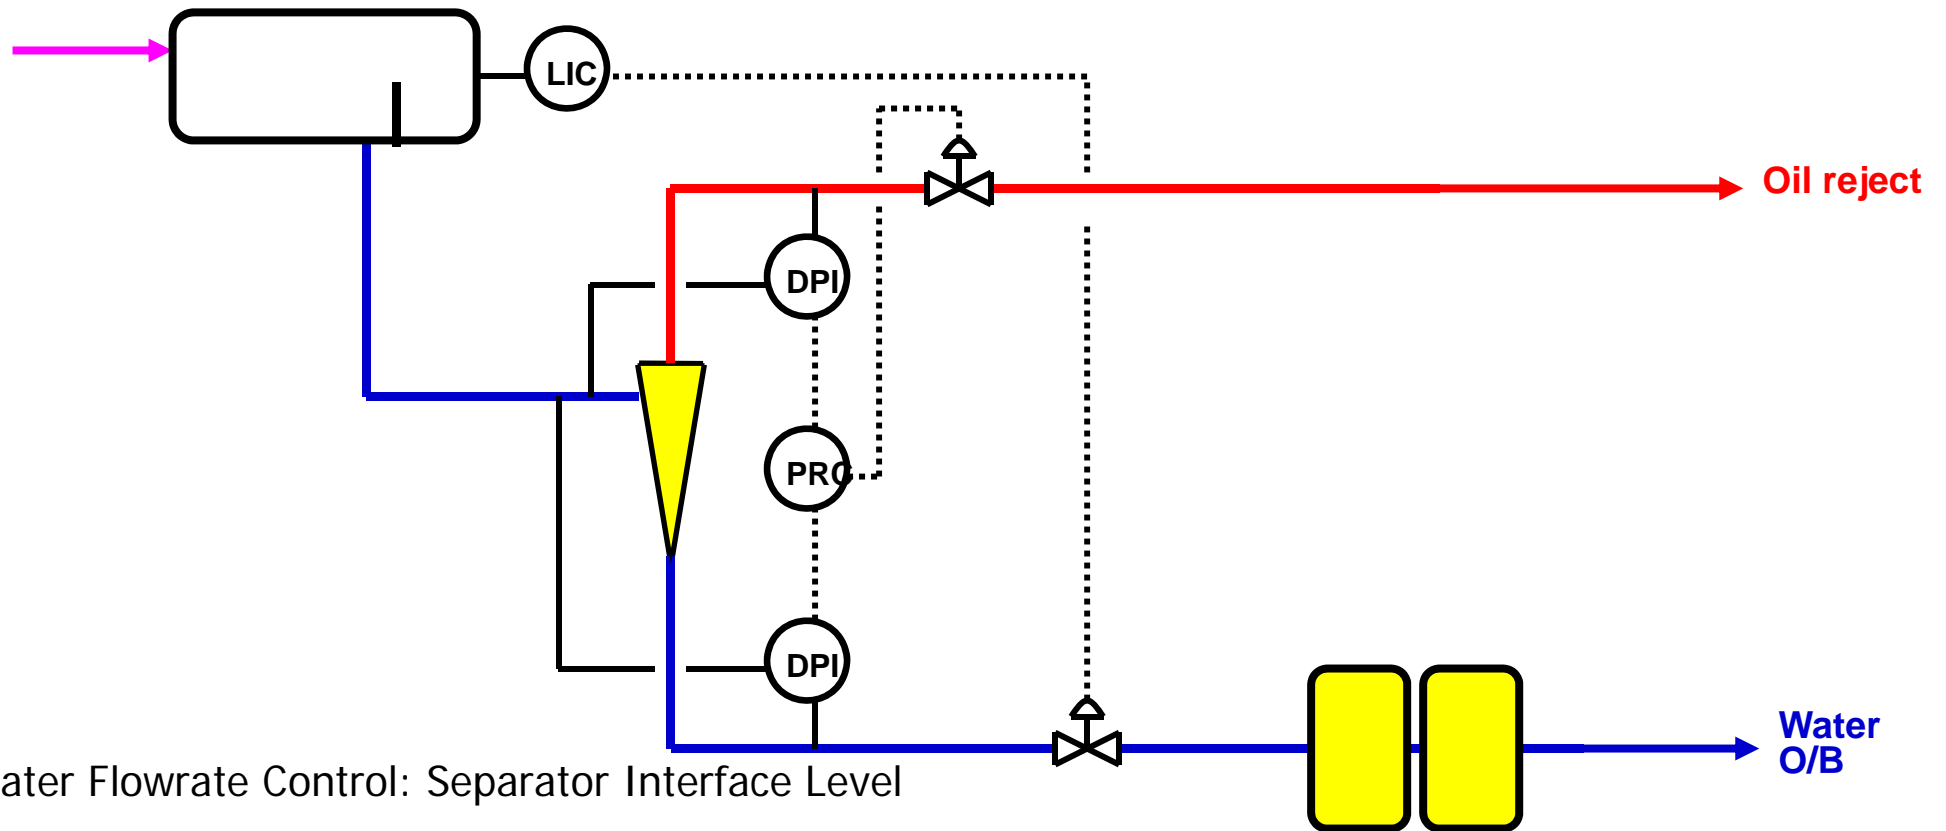 LIC
Oil reject
DPI
PRC
DPI
Water
O/B
ater Flowrate Control: Separator Interface Level